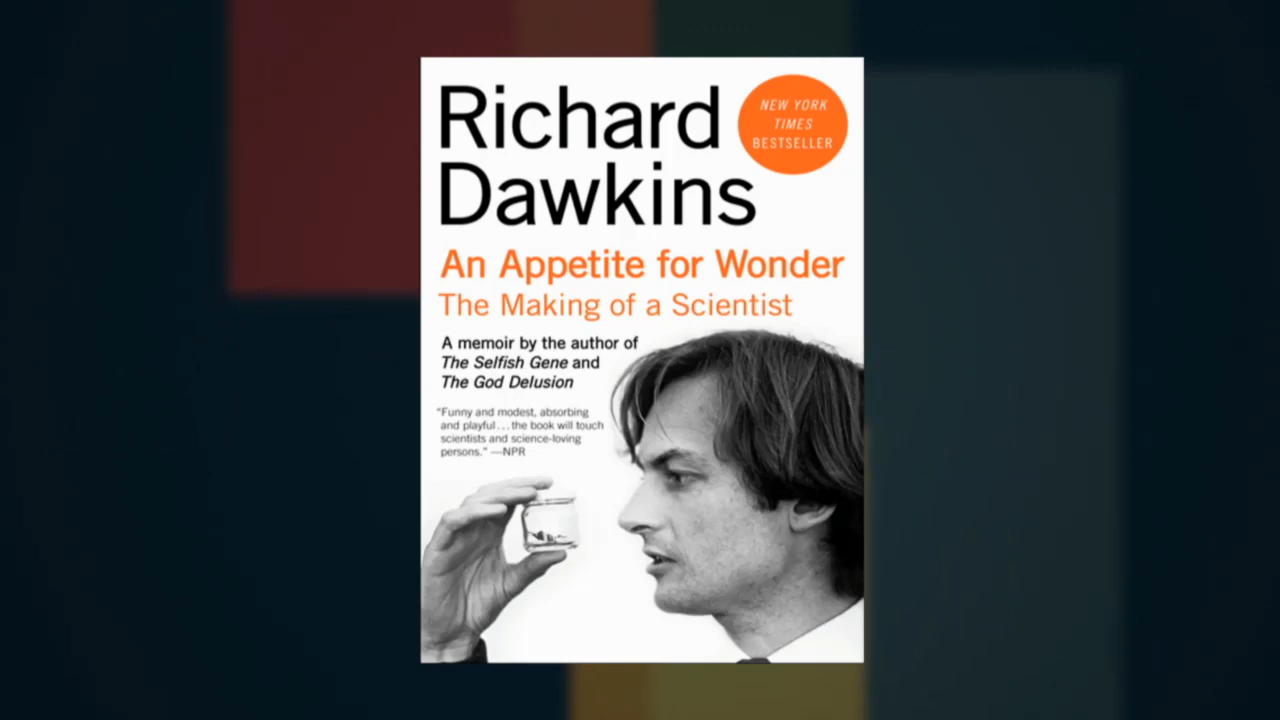 Richard
Dawkins
NEW YORK
TIMES
BESTSELLER
An Appetite for Wonder
The Making of a Scientist
A memoir by the author of
The Selfish Gene and
The God Delusion
"Funny and modest, absorbing
and playful...the book will touch
scientists and science-loving
persons." —NPR